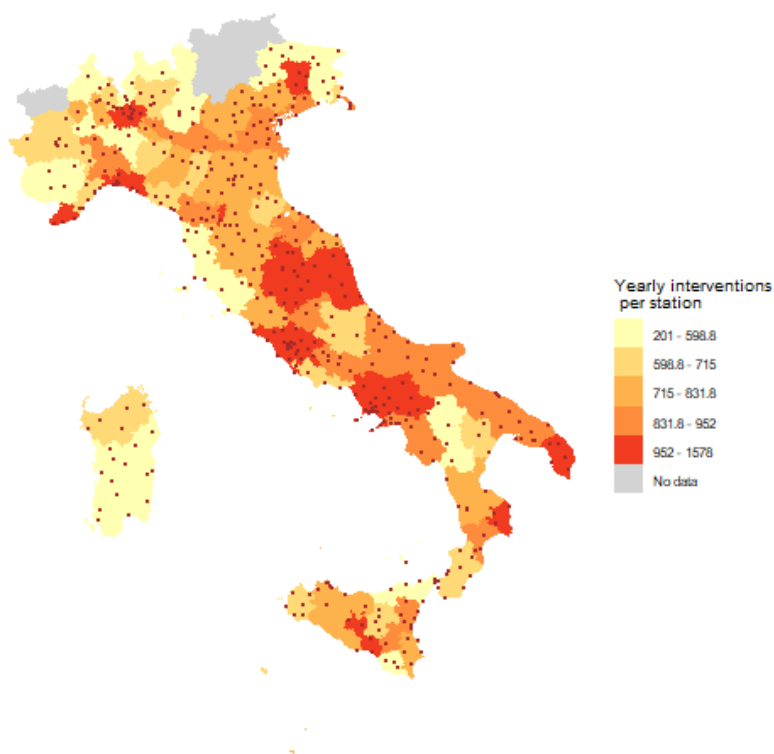 Yearly interventions
per station
201 - 598.8
598.8 - 715
715 - 831.8
831.8 - 952
952 - 1578
No data